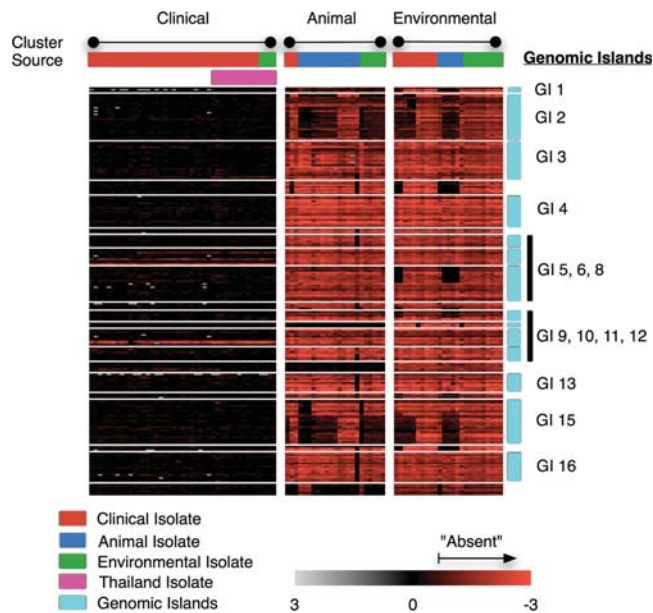 Clinical
Animal
Environmental
Cluster
Source
Genomic Islands
GI 1
GI 2
GI 3
GI 4
GI 5, 6, 8
GI 9, 10, 11, 12
GI 13
GI 15
GI 16
Clinical Isolate
Animal Isolate
Environmental Isolate
Thailand Isolate
Genomic Islands
"Absent"
3
0
-3